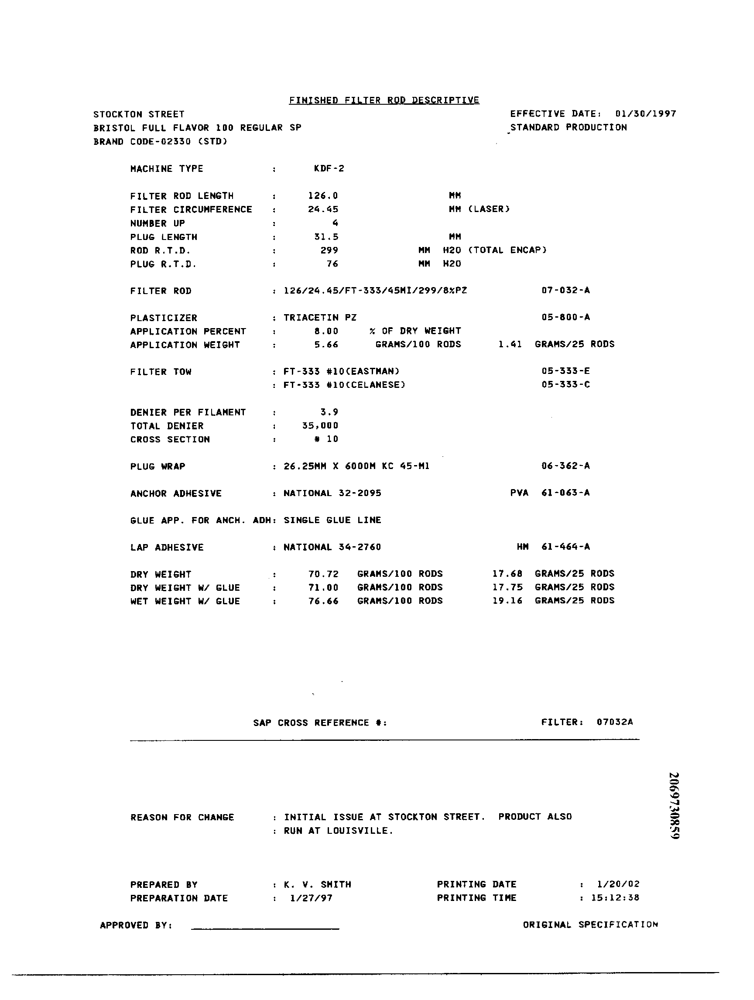 FINISHED FILTER ROD DESCRIPTIVE
STOCKTON STREET EFFECTIVE DATE: 01/30/1997
BRISTOL FULL FLAVOR 100 REGULAR SP STANDARD PRODUCTION
BRAND CODE-02330 (STD)
MACHINE TYPE : KDF-2
FILTER ROD LENGTH : 126.0 MM
FILTER CIRCUMFERENCE : 24.45 MM (LASER)
NUMBER UP : 4
PLUG LENGTH : 31.5 MM
ROD R.T.D. : 299 MM H2O (TOTAL ENCAP)
PLUG R.T.D. : 76 MM H2O
FILTER ROD : 126/24.45/FT-333/45MI/299/8%PZ 07-032-A
PLASTICIZER : TRIACETIN PZ 05-800-A
APPLICATION PERCENT : 8.00 % OF DRY WEIGHT
APPLICATION WEIGHT : 5.66 GRAMS/100 RODS 1.41 GRAMS/25 RODS
FILTER TOW : FT-333 #10(EASTMAN) 05-333-E
: FT-333 #10(CELANESE) 05-333-C
DENIER PER FILAMENT : 3.9
TOTAL DENIER : 35,000
CROSS SECTION : # 10
PLUG WRAP : 26.25MM X 6000M KC 45-M1 06-362-A
ANCHOR ADHESIVE : NATIONAL 32-2095 PVA 61-063-A
GLUE APP. FOR ANCH. ADH: SINGLE GLUE LINE
LAP ADHESIVE : NATIONAL 34-2760 HM 61-464-A
DRY WEIGHT : 70.72 GRAMS/100 RODS 17.68 GRAMS/25 RODS
DRY WEIGHT W/ GLUE : 71.00 GRAMS/100 RODS 17.75 GRAMS/25 RODS
WET WEIGHT W/ GLUE : 76.66 GRAMS/100 RODS 19.16 GRAMS/25 RODS
SAP CROSS REFERENCE #: FILTER: 07032A
2069730859
REASON FOR CHANGE : INITIAL ISSUE AT STOCKTON STREET. PRODUCT ALSO
: RUN AT LOUISVILLE.
PREPARED BY : K. V. SMITH PRINTING DATE : 1/20/02
PREPARATION DATE : 1/27/97 PRINTING TIME : 15:12:38
APPROVED BY: ORIGINAL SPECIFICATION